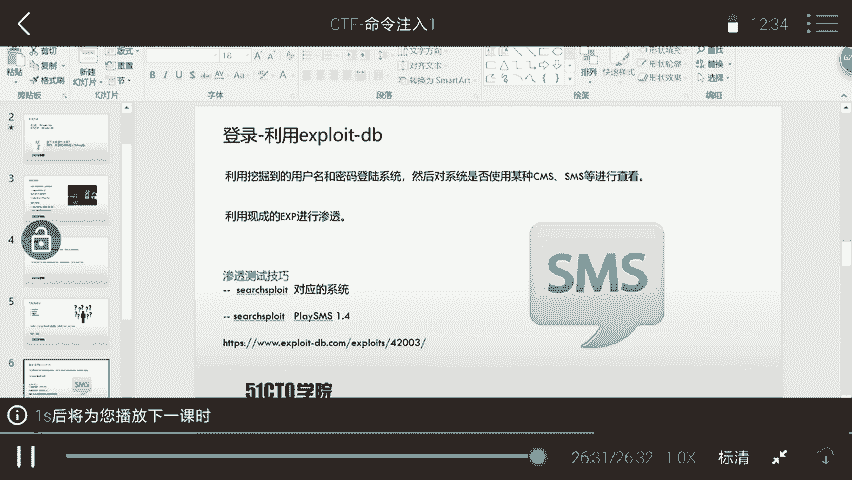 CTF-命令注入1
12:34
剪切
复制
格式刷
粘贴
剪贴板
新建
幻灯片
版式
重置
节
幻灯片
18
B I U S abc AV Aa A
字体
文字方向
对齐文本
转换为 SmartArt
段落
排列
快速样式
形状填充
形状轮廓
形状效果
绘图
查找
替换
选择
编辑
2
3
4
5
6
登录-利用exploit-db
利用挖掘到的用户名和密码登陆系统，然后对系统是否使用某种CMS、SMS等进行查看。
利用现成的EXP进行渗透。
SMS
渗透测试技巧
-- searchsploit 对应的系统
-- searchsploit PlaySMS 1.4
https://www.exploit-db.com/exploits/42003/
51CTO学院
1s后将为您播放下一课时
26:31/26:32 1.0X 标清